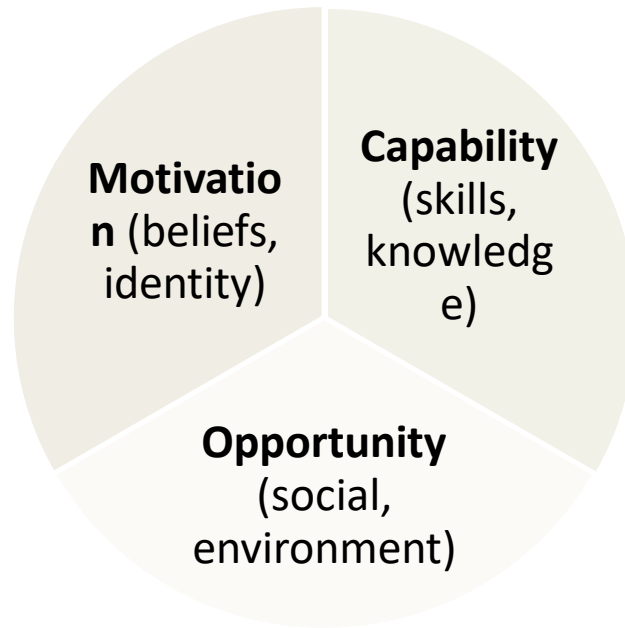 Motivatio
n (beliefs,
identity)
Capability
(skills,
knowledg
e)
Opportunity
(social,
environment)